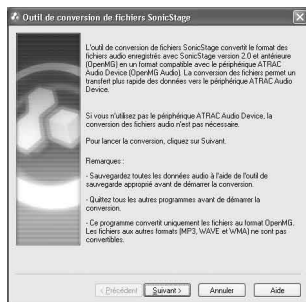 Outil de conversion de fichiers SonicStage
L'outil de conversion de fichiers SonicStage convertit le format des
fichiers audio enregistrés avec SonicStage version 2.0 et antérieure
(OpenMG) en un format compatible avec le périphérique ATRAC
Audio Device (OpenMG Audio). La conversion des fichiers permet un
transfert plus rapide des données vers le périphérique ATRAC Audio
Device.
Si vous n'utilisez pas le périphérique ATRAC Audio Device, la
conversion des fichiers audio n'est pas nécessaire.
Pour lancer la conversion, cliquez sur Suivant.
Remarques :
- Sauvegardez toutes les données audio à l'aide de l'outil de
sauvegarde approprié avant de démarrer la conversion.
- Quittez tous les autres programmes avant de démarrer la
conversion.
- Ce programme convertit uniquement les fichiers au format OpenMG.
Les fichiers aux autres formats (MP3, WAVE et WMA) ne sont pas
convertibles.
< Précédent Suivant > Annuler Aide